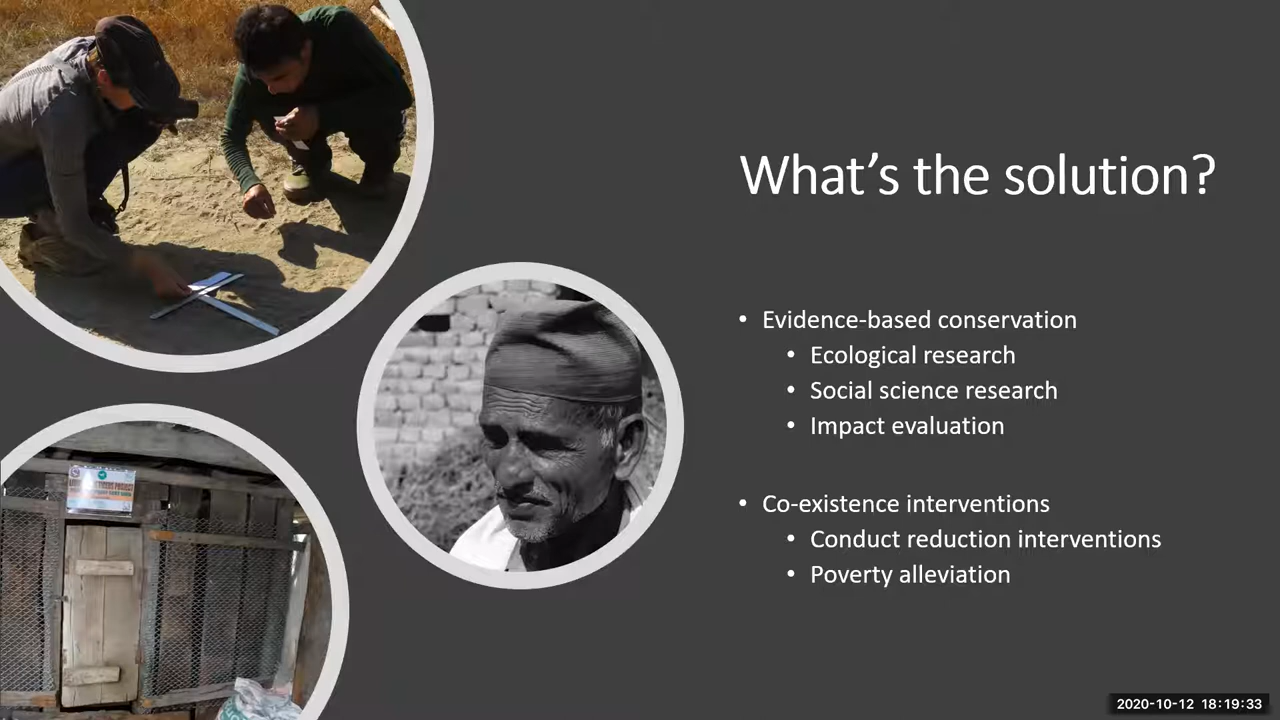 What's the solution?
• Evidence-based conservation
• Ecological research
• Social science research
• Impact evaluation
• Co-existence interventions
• Conduct reduction interventions
• Poverty alleviation
2020-10-12 18:19:33